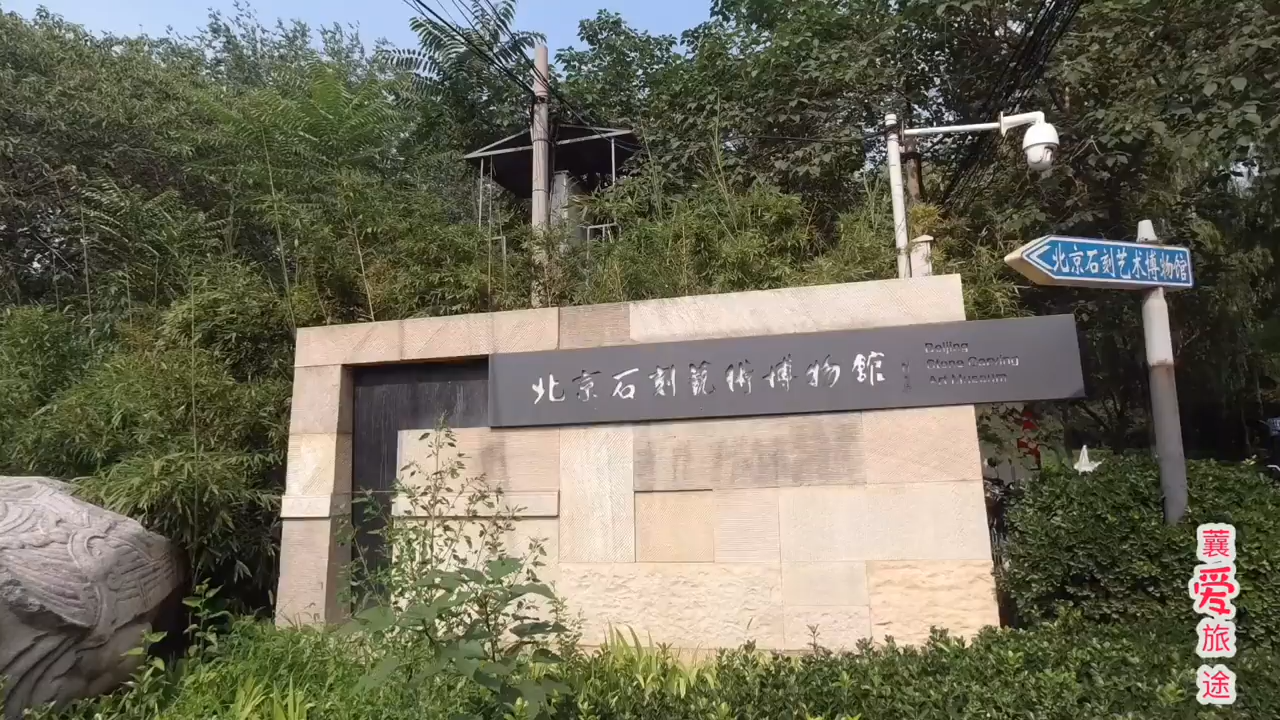 北京石刻艺术博物馆
北京石刻藝術博物館
Beijing
Stone Carving
Art Museum
蘘爱旅途